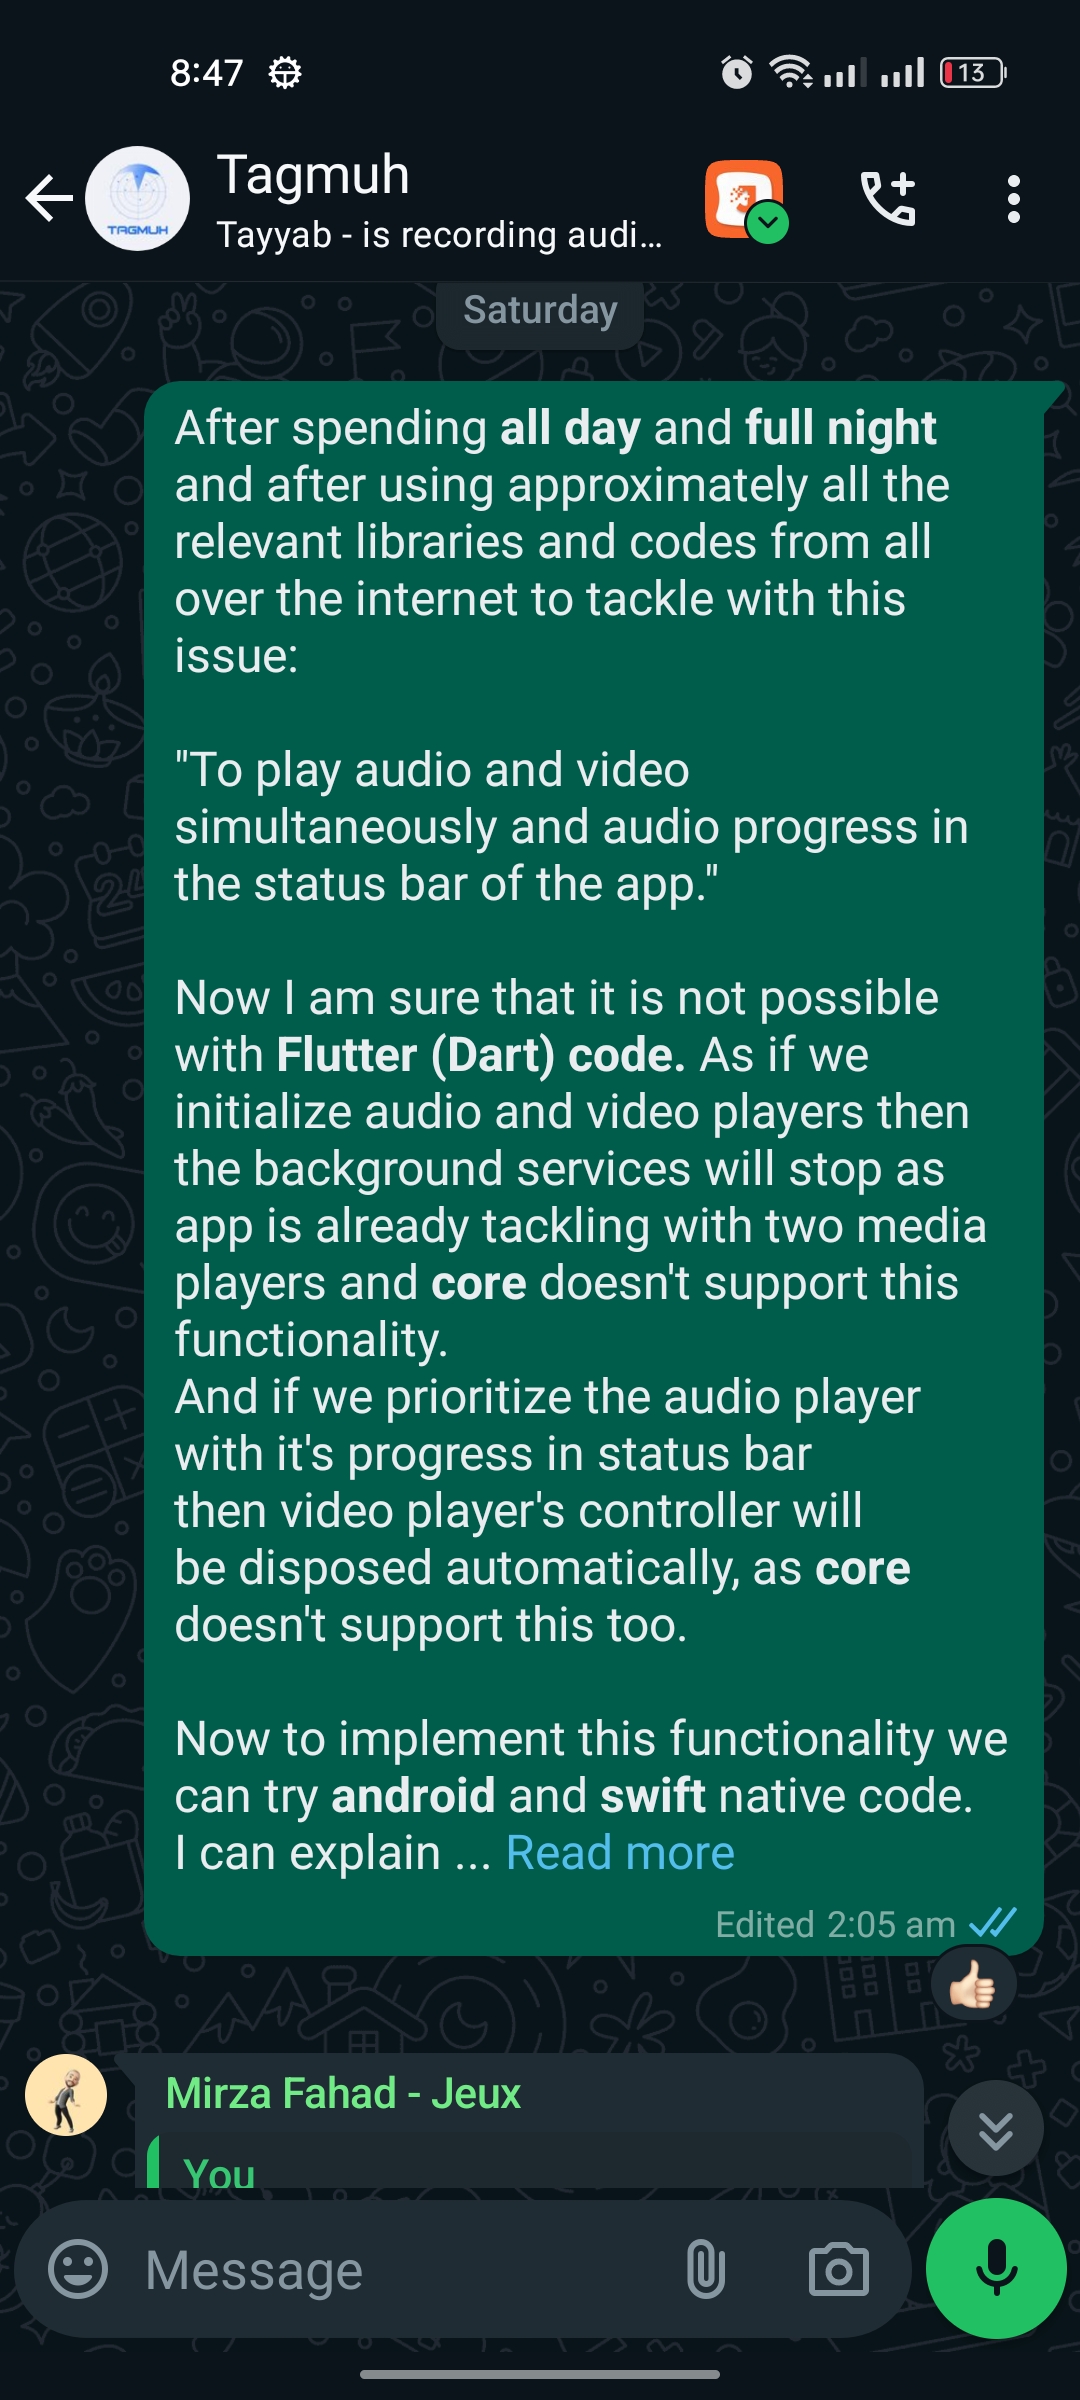 8:47
13
Tagmuh
TAGMUH
Tayyab - is recording audi...
Saturday
After spending all day and full night
and after using approximately all the
relevant libraries and codes from all
over the internet to tackle with this
issue:
"To play audio and video
simultaneously and audio progress in
the status bar of the app."
Now I am sure that it is not possible
with Flutter (Dart) code. As if we
initialize audio and video players then
the background services will stop as
app is already tackling with two media
players and core doesn't support this
functionality.
And if we prioritize the audio player
with it's progress in status bar
then video player's controller will
be disposed automatically, as core
doesn't support this too.
Now to implement this functionality we
can try android and swift native code.
I can explain ... Read more
Edited 2:05 am
Mirza Fahad - Jeux
You
Message